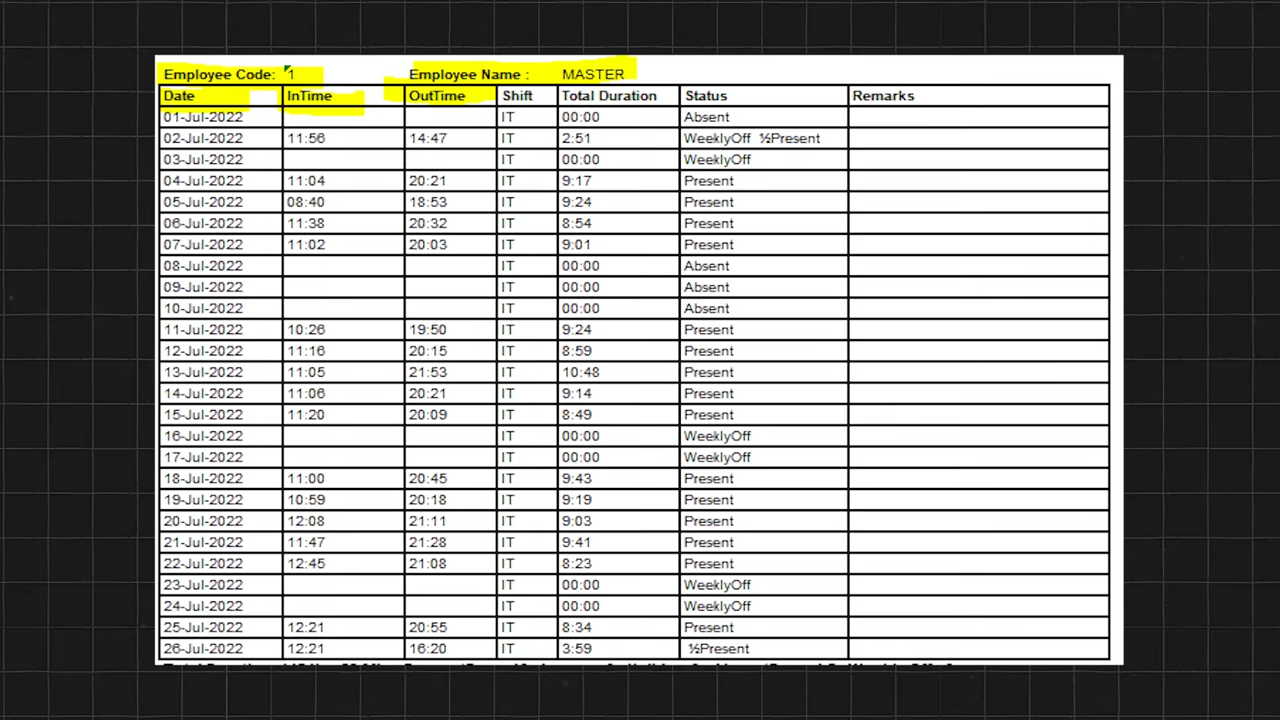 Employee Code: 1 Employee Name : MASTER
Date InTime OutTime Shift Total Duration Status Remarks
01-Jul-2022 IT 00:00 Absent
02-Jul-2022 11:56 14:47 IT 2:51 WeeklyOff ½Present
03-Jul-2022 IT 00:00 WeeklyOff
04-Jul-2022 11:04 20:21 IT 9:17 Present
05-Jul-2022 08:40 18:53 IT 9:24 Present
06-Jul-2022 11:38 20:32 IT 8:54 Present
07-Jul-2022 11:02 20:03 IT 9:01 Present
08-Jul-2022 IT 00:00 Absent
09-Jul-2022 IT 00:00 Absent
10-Jul-2022 IT 00:00 Absent
11-Jul-2022 10:26 19:50 IT 9:24 Present
12-Jul-2022 11:16 20:15 IT 8:59 Present
13-Jul-2022 11:05 21:53 IT 10:48 Present
14-Jul-2022 11:06 20:21 IT 9:14 Present
15-Jul-2022 11:20 20:09 IT 8:49 Present
16-Jul-2022 IT 00:00 WeeklyOff
17-Jul-2022 IT 00:00 WeeklyOff
18-Jul-2022 11:00 20:45 IT 9:43 Present
19-Jul-2022 10:59 20:18 IT 9:19 Present
20-Jul-2022 12:08 21:11 IT 9:03 Present
21-Jul-2022 11:47 21:28 IT 9:41 Present
22-Jul-2022 12:45 21:08 IT 8:23 Present
23-Jul-2022 IT 00:00 WeeklyOff
24-Jul-2022 IT 00:00 WeeklyOff
25-Jul-2022 12:21 20:55 IT 8:34 Present
26-Jul-2022 12:21 16:20 IT 3:59 ½Present